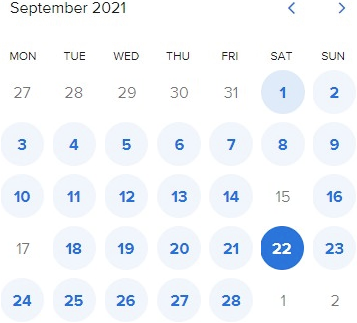 September 2021
MON TUE WED THU FRI SAT SUN
27 28 29 30 31 1 2
3 4 5 6 7 8 9
10 11 12 13 14 15 16
17 18 19 20 21 22 23
24 25 26 27 28 1 2